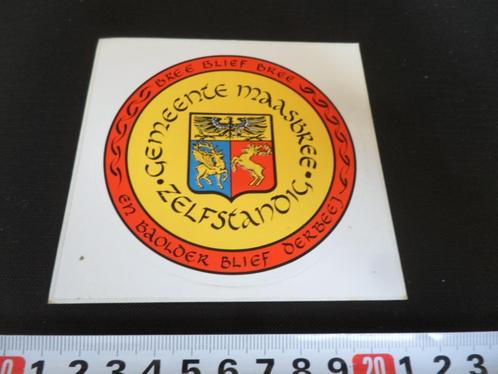 BREE BLIEF BREE
GEMEENTE MAASBREE
ZELFSTANDIG
EN BAOLDER BLIEF DERBEEJ
0 1 2 3 4 5 6 7 8 9 20 1 2 3